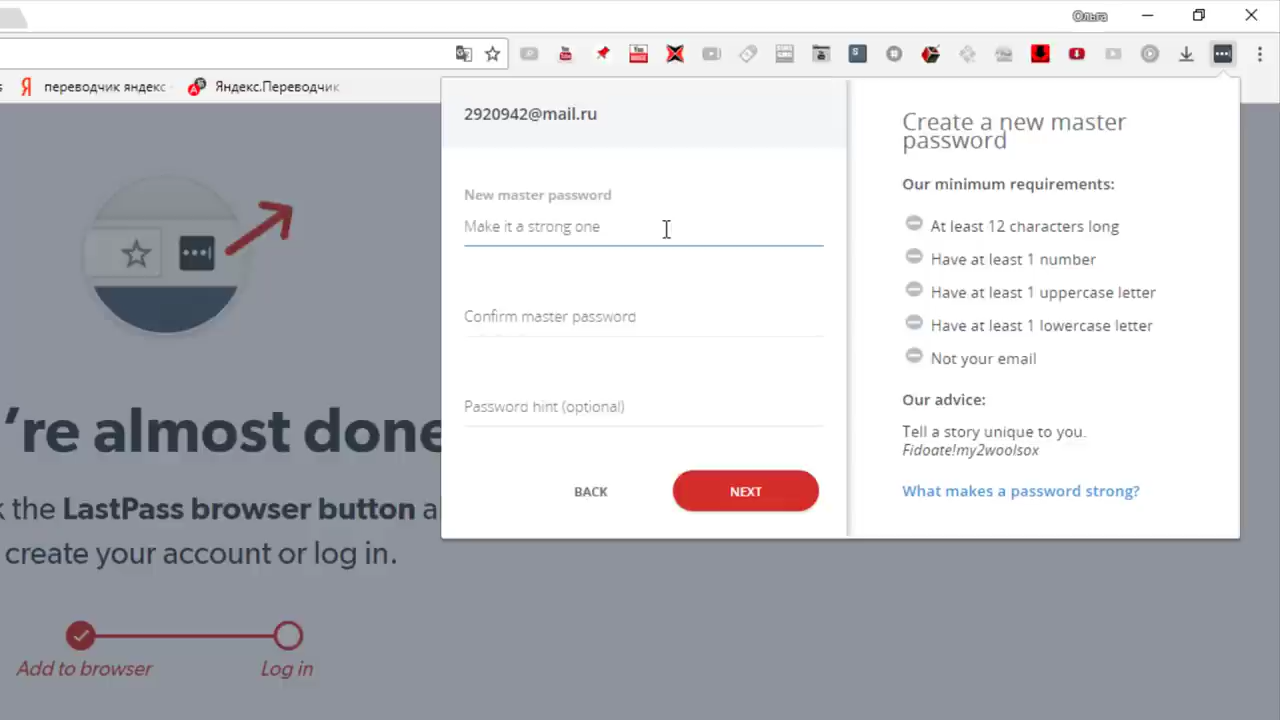 Ольга
s
переводчик яндекс
Яндекс.Переводчик
2920942@mail.ru
New master password
Make it a strong one
Confirm master password
Password hint (optional)
BACK
NEXT
Create a new master
password
Our minimum requirements:
At least 12 characters long
Have at least 1 number
Have at least 1 uppercase letter
Have at least 1 lowercase letter
Not your email
Our advice:
Tell a story unique to you.
Fidoate!my2woolsox
What makes a password strong?
’re almost done
k the LastPass browser button a
create your account or log in.
Add to browser
Log in